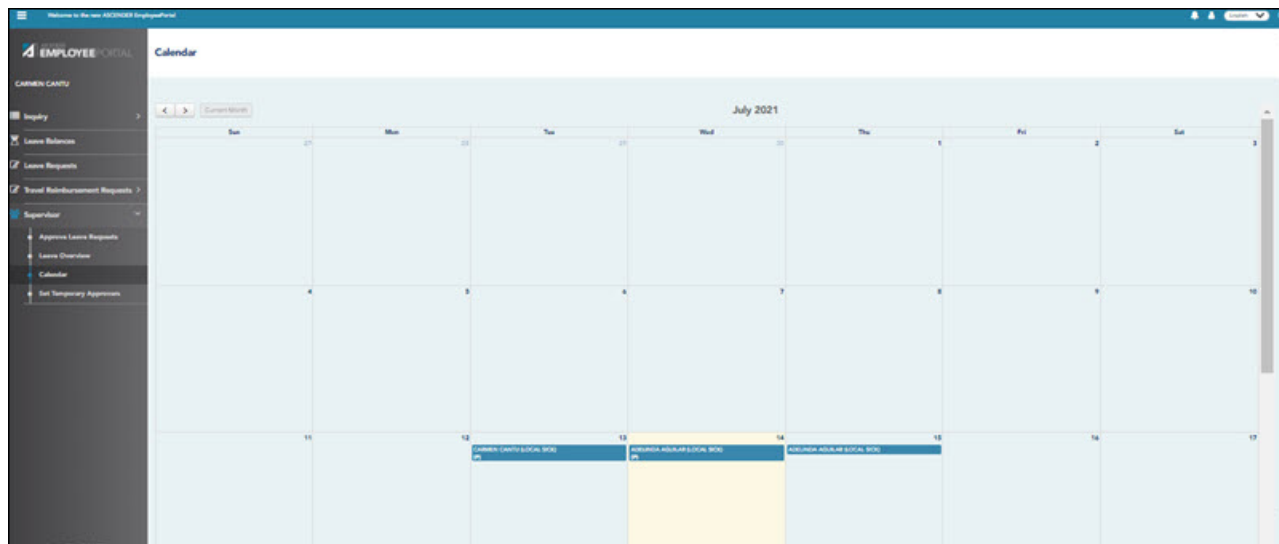 Welcome to the new ASCENDER EmployeePortal
English
EMPLOYEEPORTAL
Calendar
CARMEN CANTU
Inquiry
Leave Balances
Leave Requests
Travel Reimbursement Requests
Supervisor
Approve Leave Requests
Leave Overview
Calendar
Set Temporary Approvers
Current Month
July 2021
Sun Mon Tue Wed Thu Fri Sat
27 28 29 30 1 2 3
4 5 6 7 8 9 10
11 12 13 14 15 16 17
CARMEN CANTU (LOCAL SICK)
ADELINDA AGUILAR (LOCAL SICK)
ADELINDA AGUILAR (LOCAL SICK)